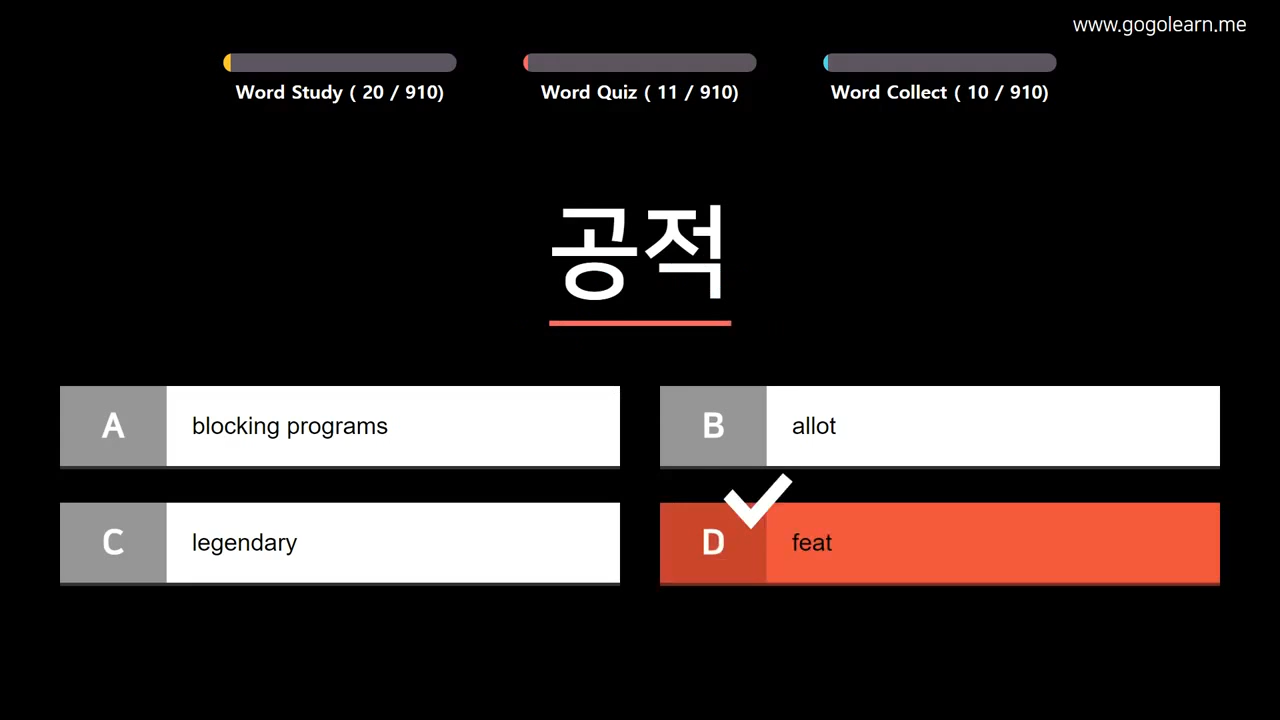 www.gogolearn.me
Word Study ( 20 / 910)
Word Quiz ( 11 / 910)
Word Collect ( 10 / 910)
공적
A
blocking programs
B
allot
C
legendary
D
feat